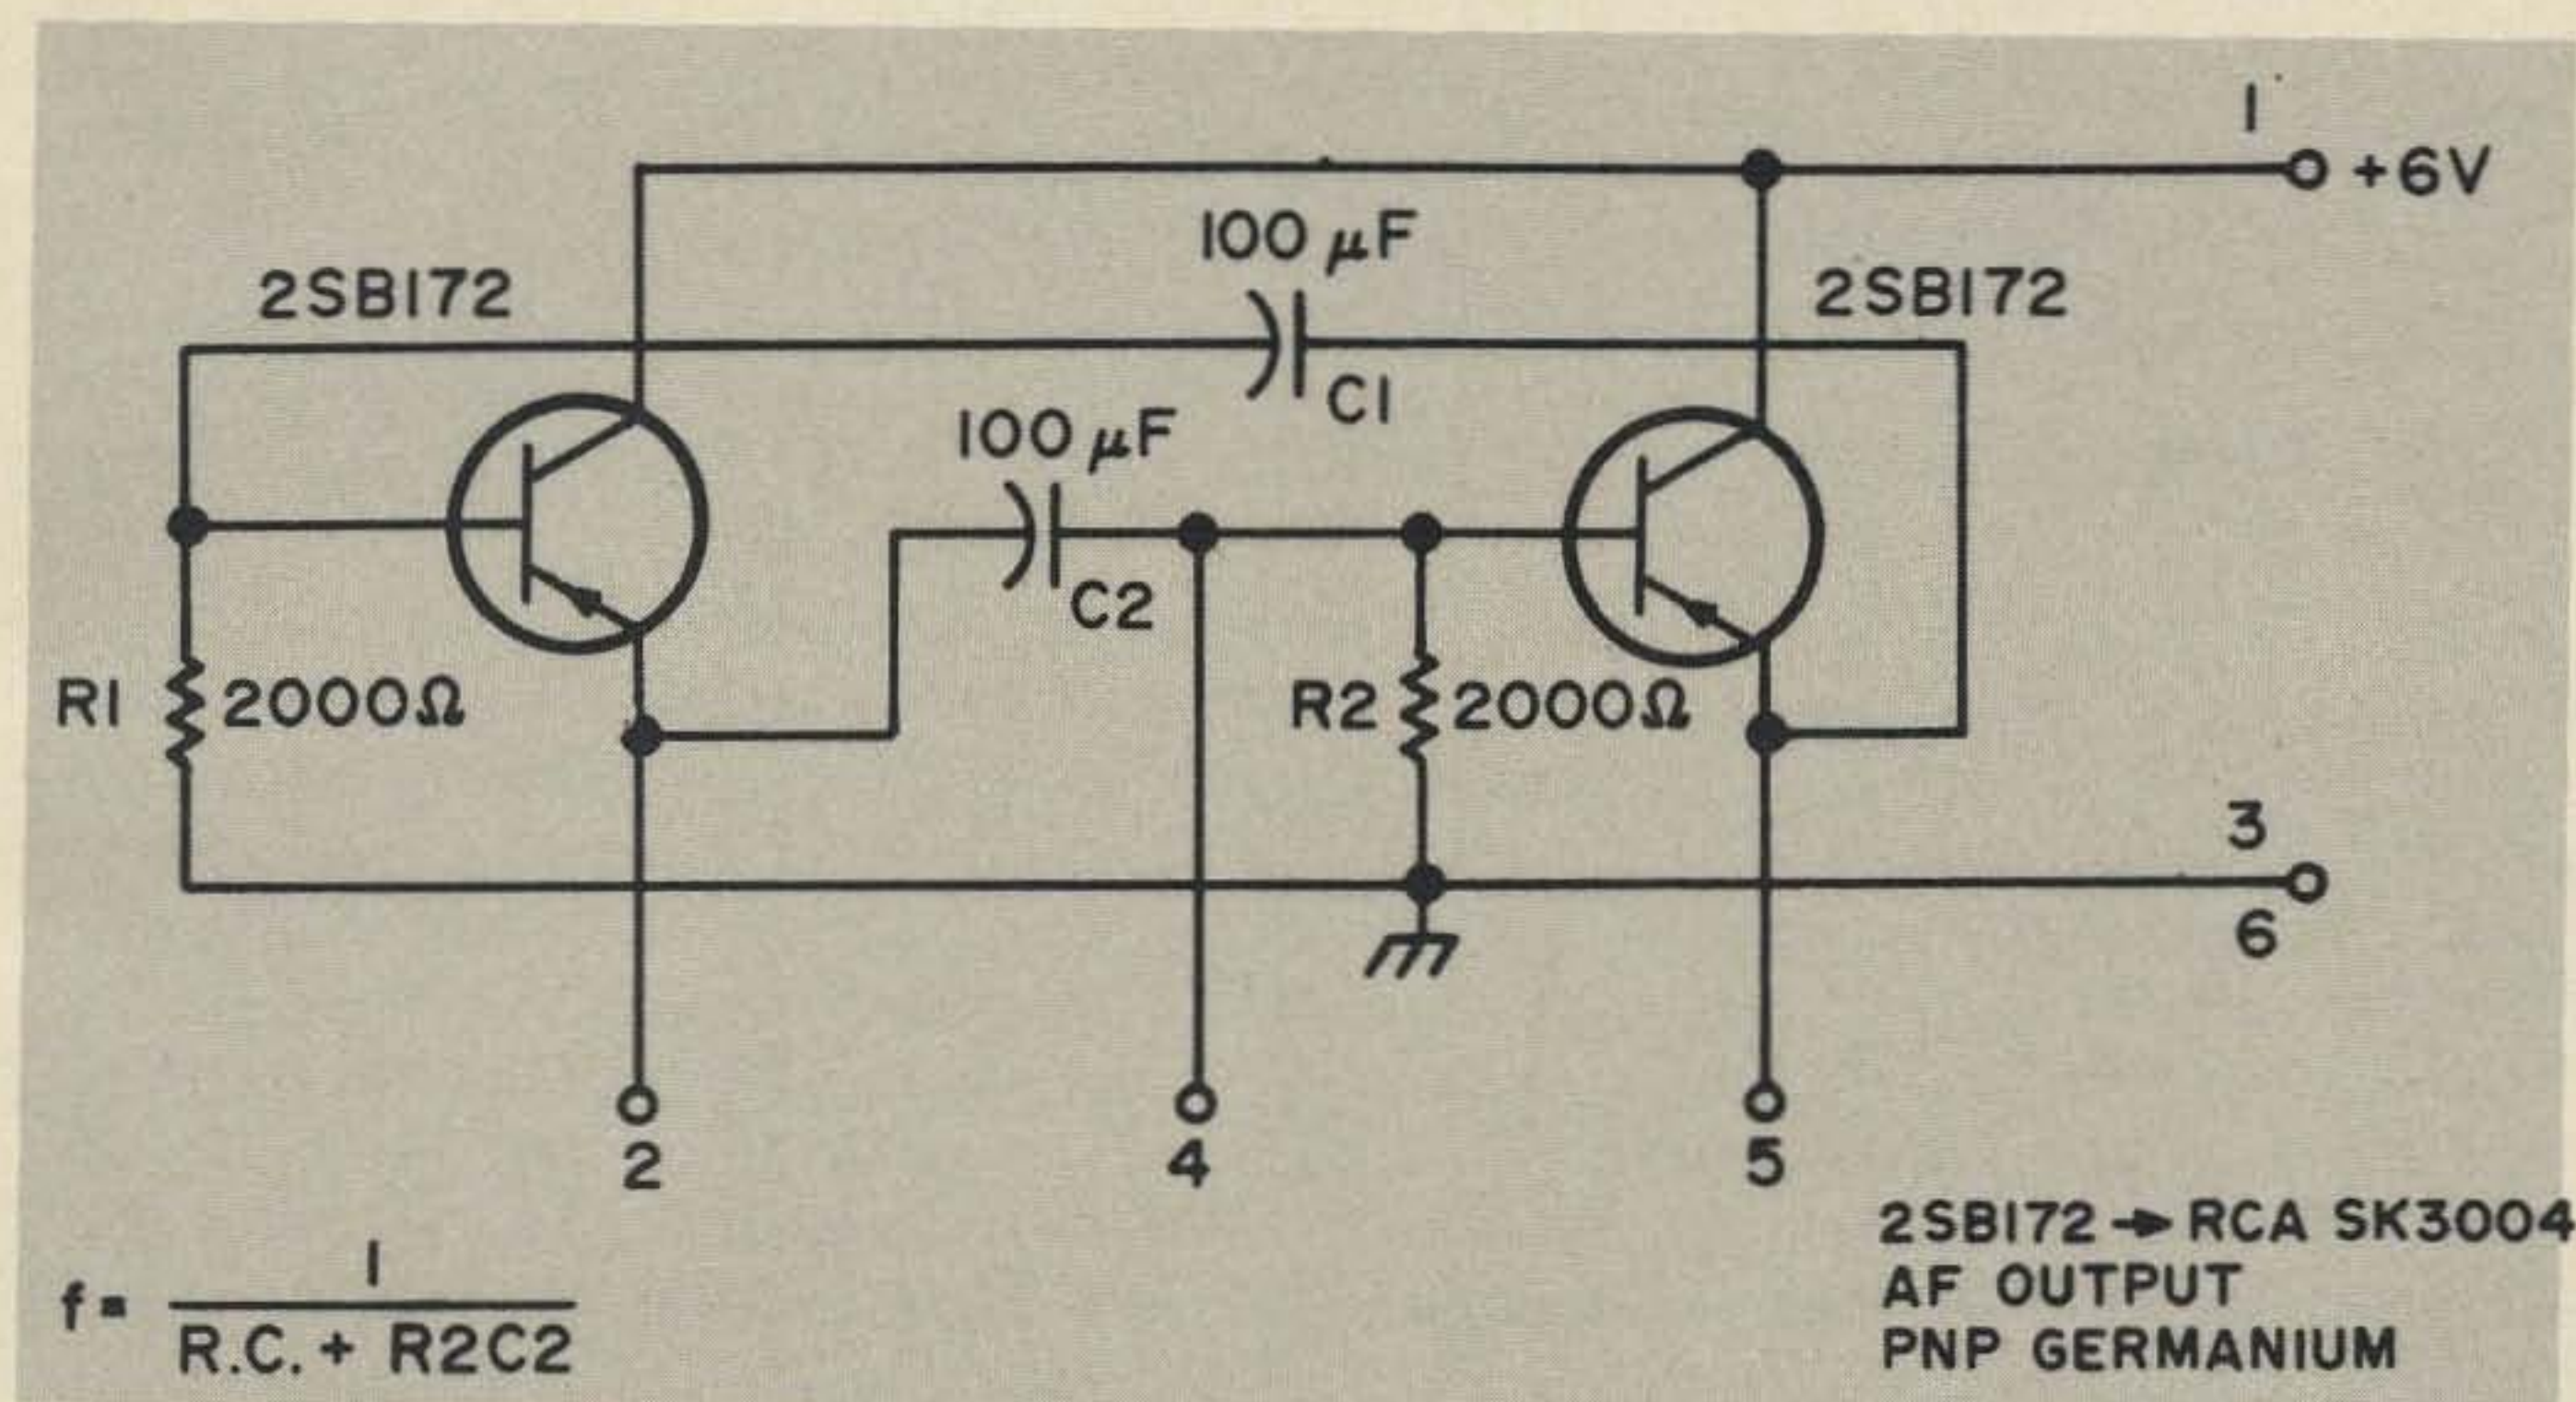 1
+6V
100 µF
2SB172
2SB172
C1
100 µF
C2
R1
2000Ω
R2
2000Ω
3
6
2
4
5
2SB172 → RCA SK3004
AF OUTPUT
PNP GERMANIUM
f = 1
R.C. + R2C2